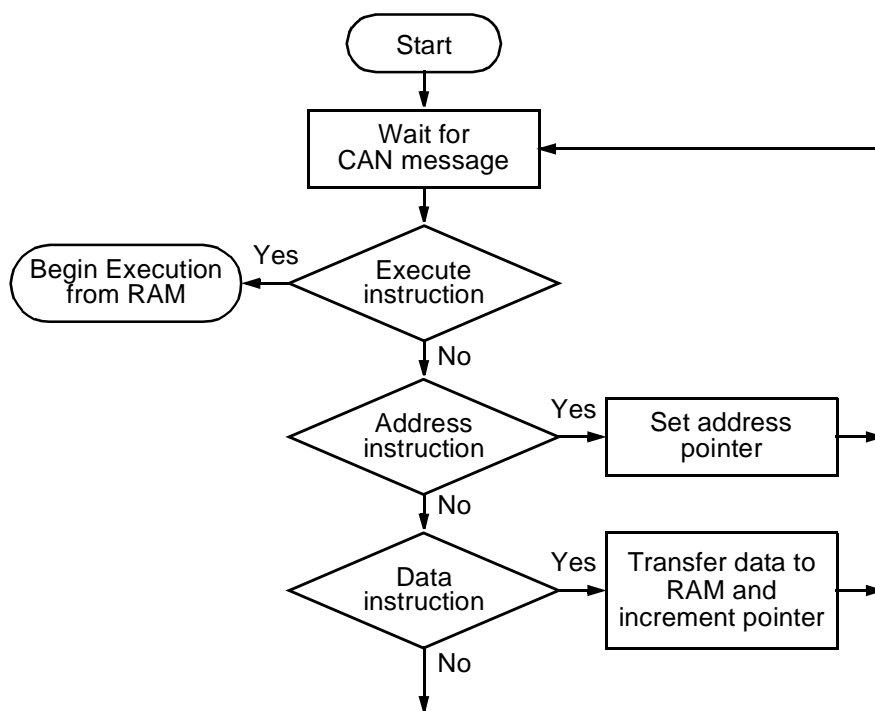 Start
Wait for
CAN message
Yes
Begin Execution
from RAM
Execute
instruction
No
Address
instruction
Yes
Set address
pointer
No
Data
instruction
Yes
Transfer data to
RAM and
increment pointer
No